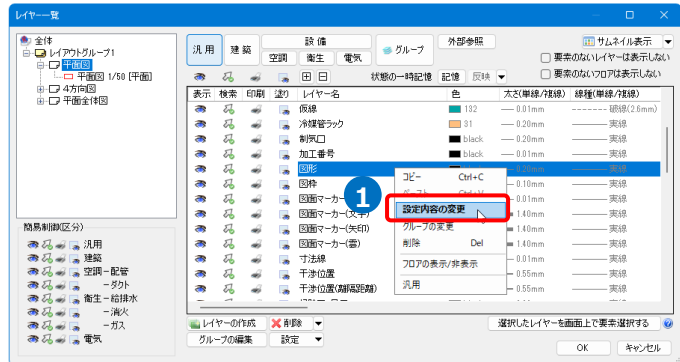 レイヤー一覧
全体
レイアウトグループ1
平面図
平面図 1/50 [平面]
4方向図
平面全体図
簡易制御(区分)
汎用
建築
空調-配管
-ダクト
衛生-給排水
-消火
-ガス
電気
汎用 建築 設備 グループ 外部参照 サムネイル表示
空調 衛生 電気
要素のないレイヤーは表示しない
要素のないフロアは表示しない
状態の一時記憶 記憶 反映
表示 検索 印刷 塗り レイヤー名 色 太さ(単線/複線) 線種(単線/複線)
仮線 132 0.01mm 破線(2.6mm)
冷媒管ラック 31 0.20mm 実線
制気口 black 0.20mm 実線
加工番号 black 0.01mm 実線
図形 0.20mm 実線
図枠 0.10mm 実線
図面マーカー 0.01mm 実線
図面マーカー(文字) 1.40mm 実線
図面マーカー(矢印) 1.40mm 実線
図面マーカー(雲) 1.40mm 実線
寸法線 0.01mm 実線
干渉位置 0.55mm 実線
干渉位置(離隔距離) 0.55mm 実線
コピー Ctrl+C
ペースト Ctrl+V
1
設定内容の変更
グループの変更
削除 Del
フロアの表示/非表示
汎用
レイヤーの作成 削除 選択したレイヤーを画面上で要素選択する
グループの編集 設定
OK キャンセル